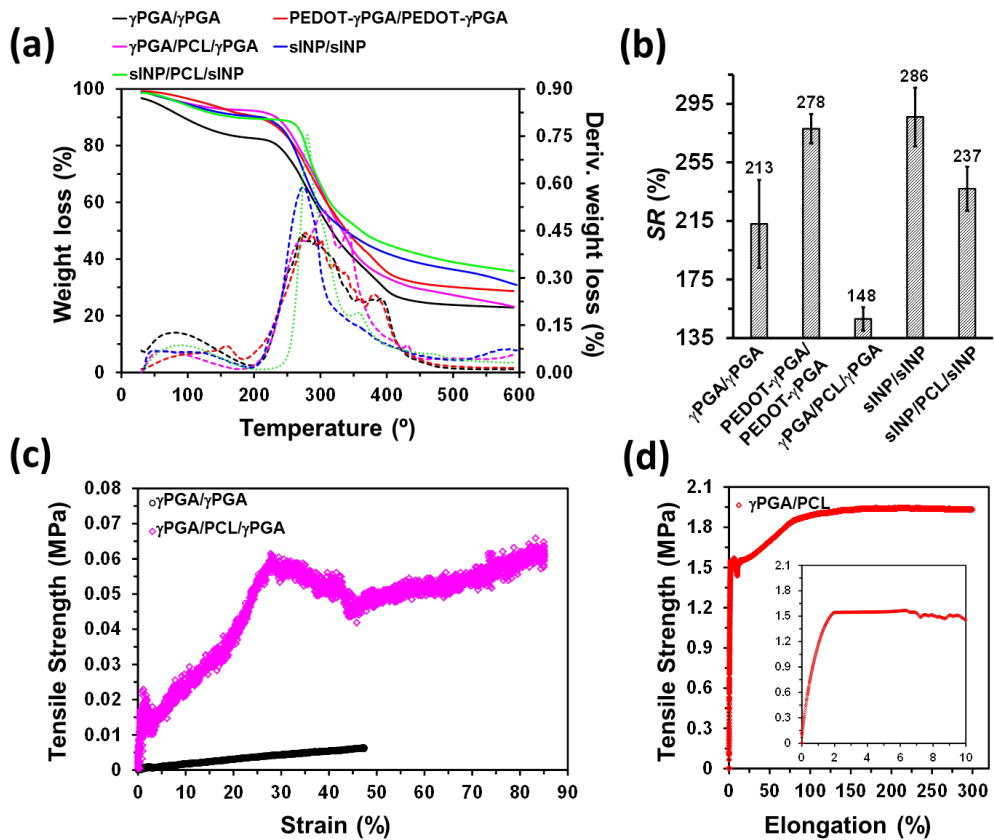 (a)
γPGA/γPGA
PEDOT-γPGA/PEDOT-γPGA
γPGA/PCL/γPGA
sINP/sINP
sINP/PCL/sINP
Weight loss (%)
100
80
60
40
20
0
0 100 200 300 400 500 600
Temperature (º)
0.90
0.75
0.60
0.45
0.30
0.15
0.00
Deriv. weight loss (%)
(b)
SR (%)
295
255
215
175
135
213
278
148
286
237
γPGA/γPGA
PEDOT-γPGA/
PEDOT-γPGA
γPGA/PCL/γPGA
sINP/sINP
sINP/PCL/sINP
(c)
Tensile Strength (MPa)
0.08
0.07
0.06
0.05
0.04
0.03
0.02
0.01
0
γPGA/γPGA
γPGA/PCL/γPGA
0 10 20 30 40 50 60 70 80 90
Strain (%)
(d)
Tensile Strength (MPa)
2.1
1.8
1.5
1.2
0.9
0.6
0.3
0
γPGA/PCL
2.1
1.8
1.5
1.2
0.9
0.6
0.3
0
0 2 4 6 8 10
0 50 100 150 200 250 300 350
Elongation (%)